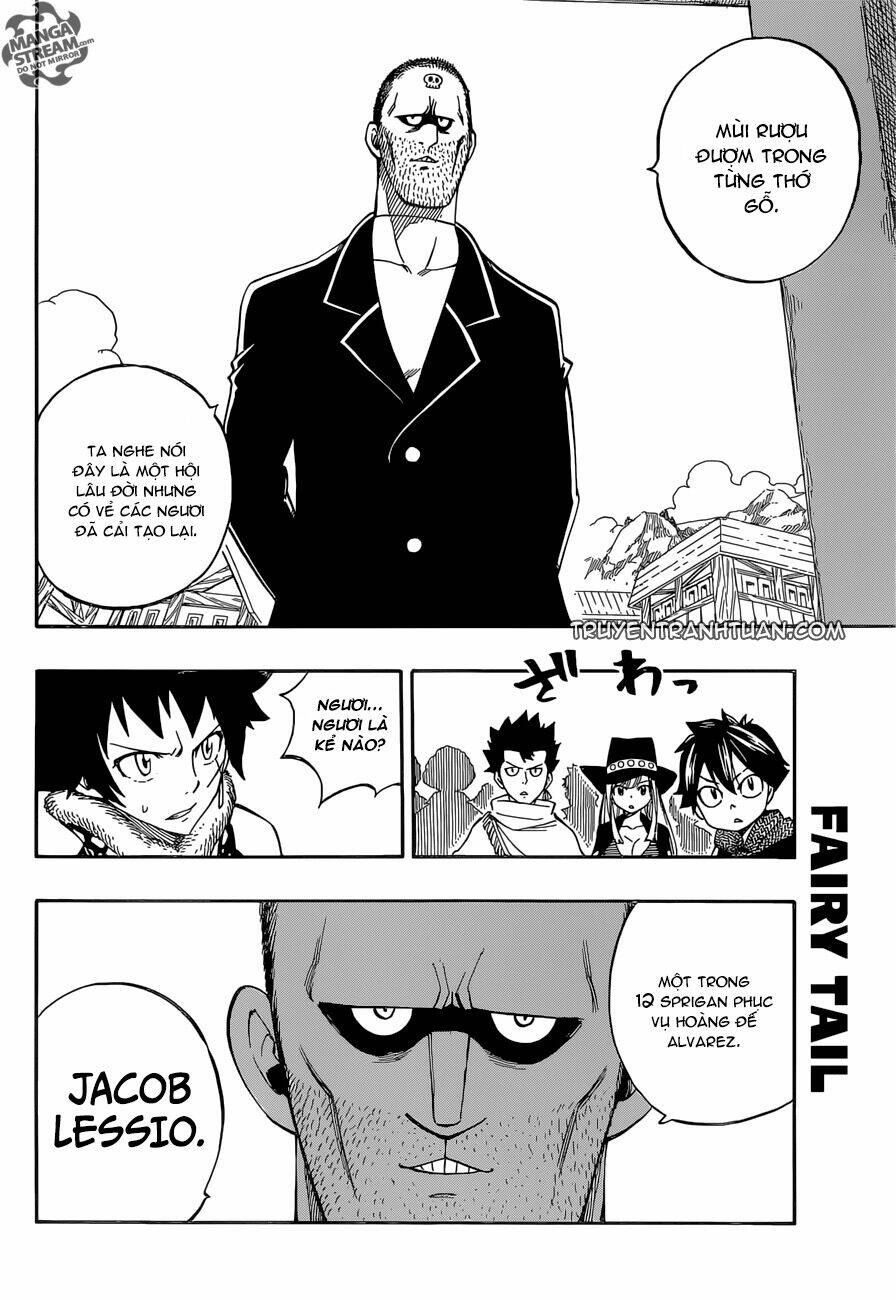 MANGA
STREAM.com
DO NOT MIRROR
MÙI RƯỢU
ĐƯỢM TRONG
TỪNG THỚ
GỖ.
TA NGHE NÓI
ĐÂY LÀ MỘT HỘI
LÂU ĐỜI NHƯNG
CÓ VẺ CÁC NGƯƠI
ĐÃ CẢI TẠO LẠI.
TRUYENTRANHTUAN.COM
ざわっ
NGƯƠI...
NGƯƠI LÀ
KẺ NÀO?
FAIRY TAIL
MỘT TRONG
12 SPRIGAN PHỤC
VỤ HOÀNG ĐẾ
ALVAREZ.
JACOB
LESSIO.